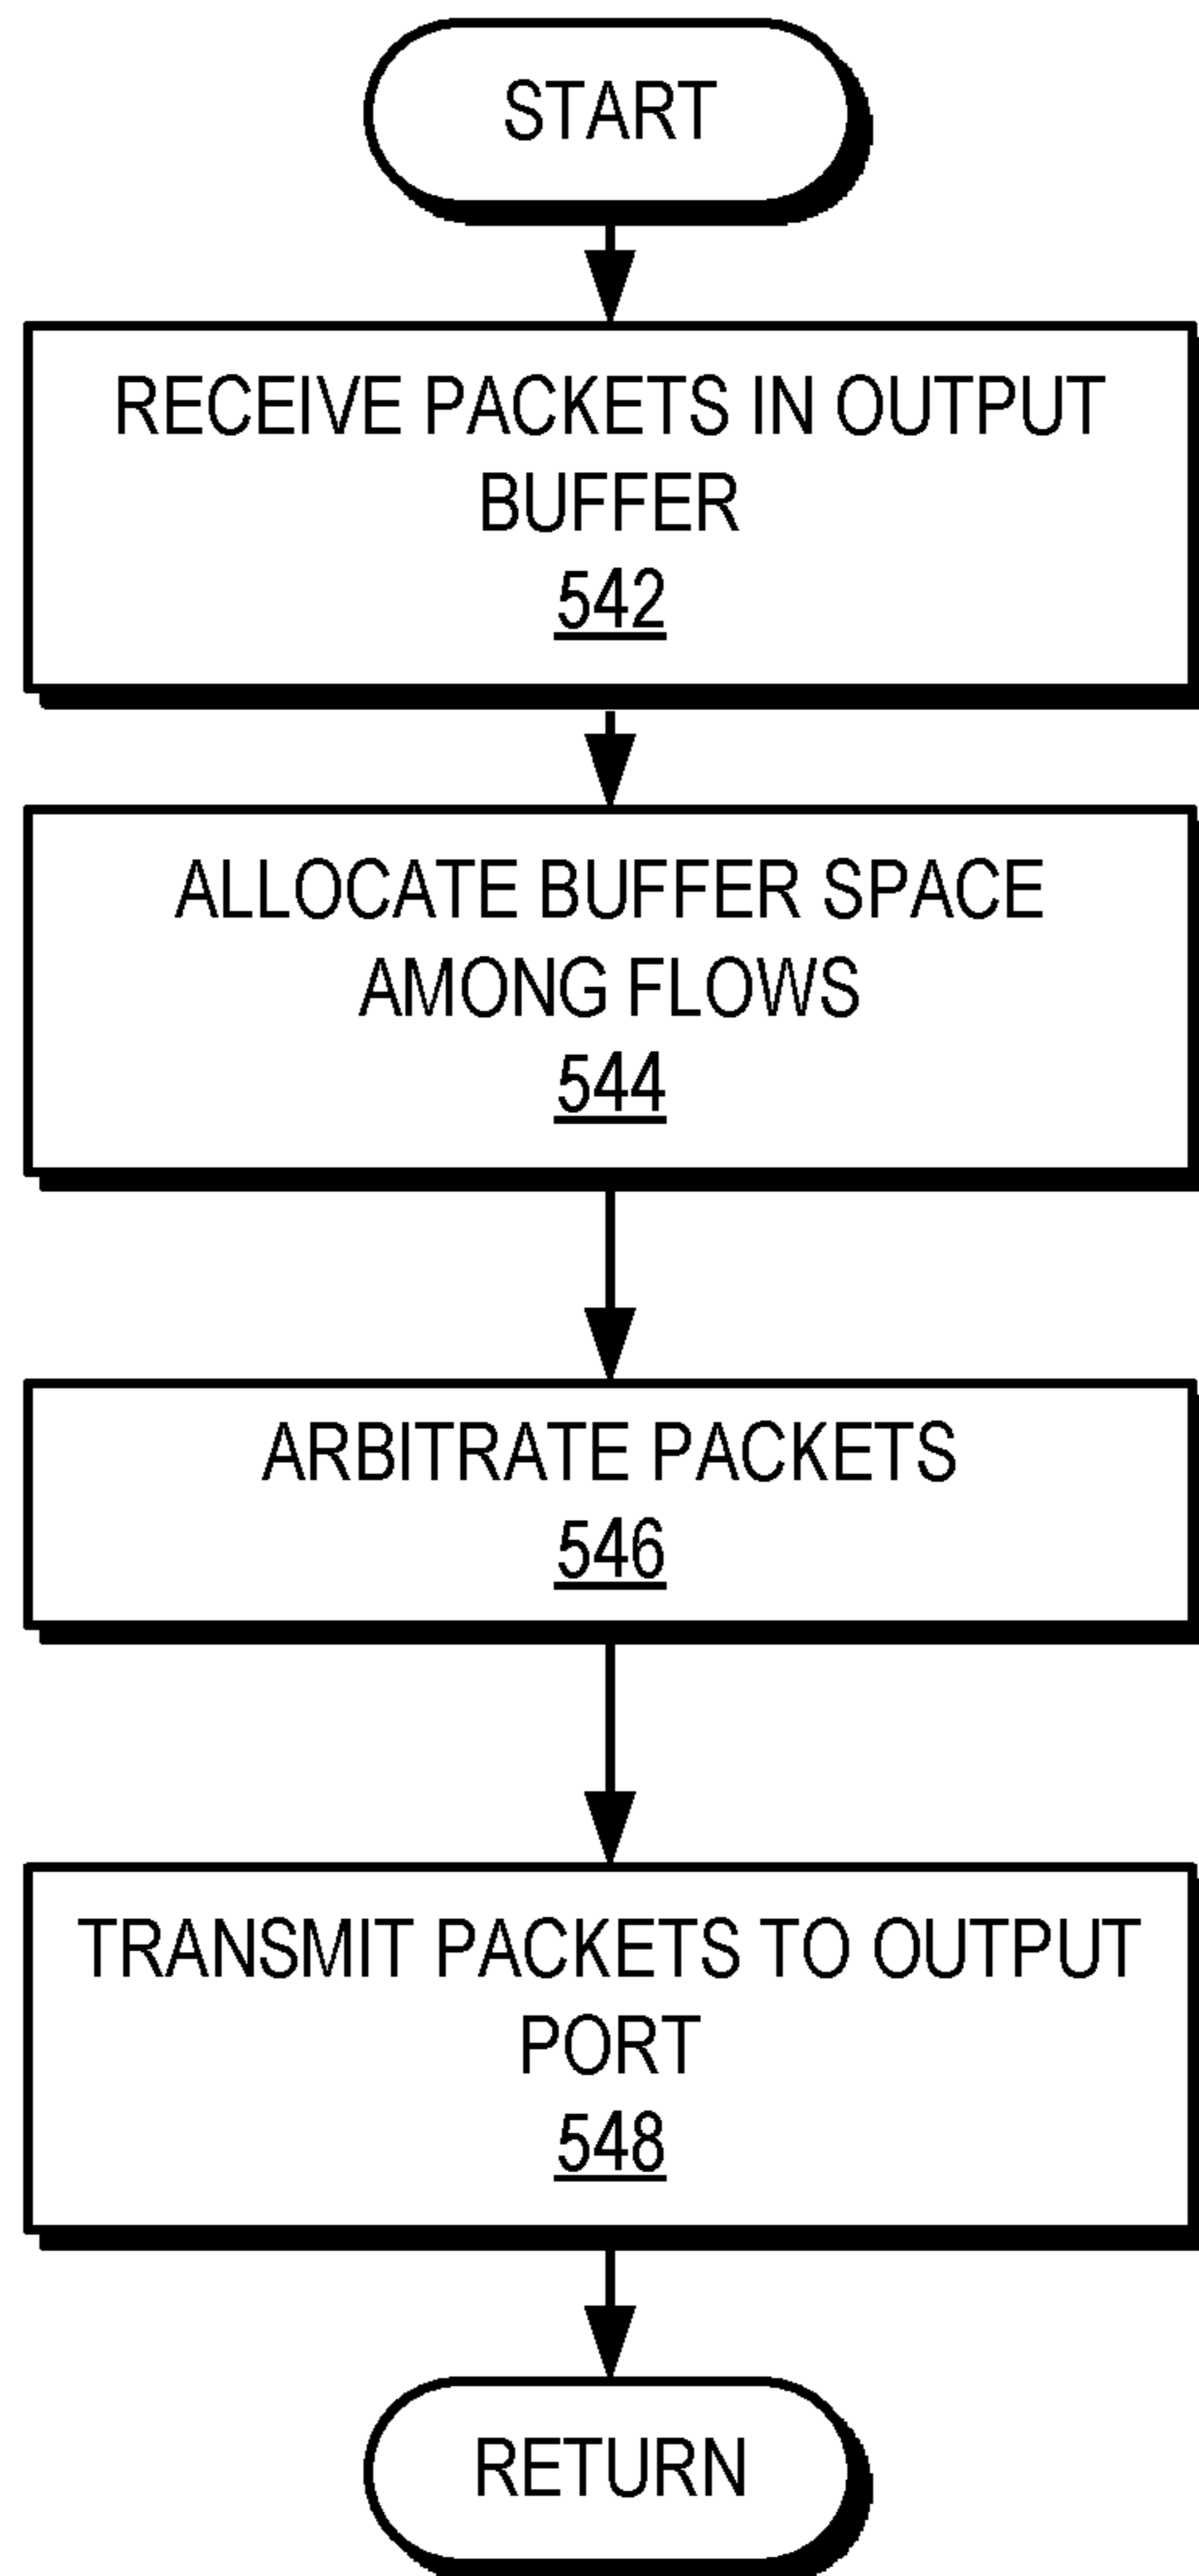 START
RECEIVE PACKETS IN OUTPUT
BUFFER
542
ALLOCATE BUFFER SPACE
AMONG FLOWS
544
ARBITRATE PACKETS
546
TRANSMIT PACKETS TO OUTPUT
PORT
548
RETURN